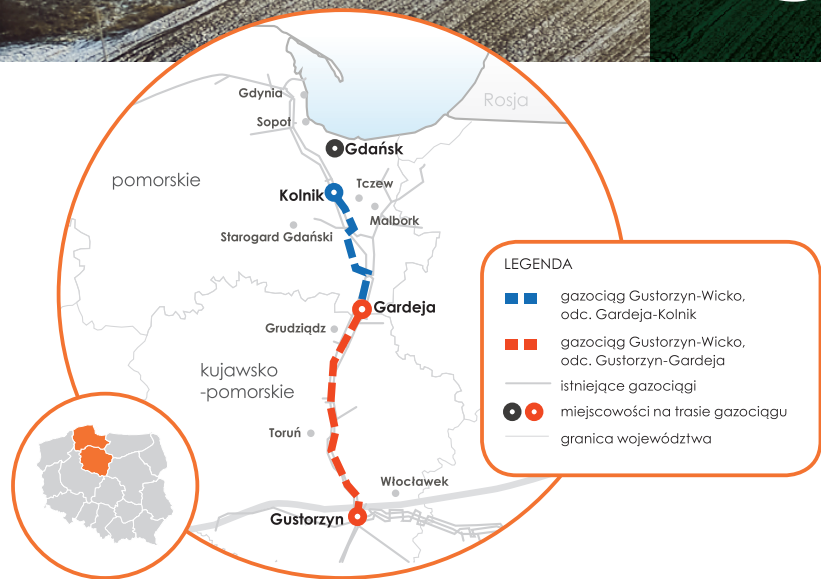 Gdynia
Rosja
Sopot
Gdańsk
pomorskie
Tczew
Kolnik
Malbork
Starogard Gdański
Gardeja
Grudziądz
kujawsko
-pomorskie
Toruń
Włocławek
Gustorzyn
LEGENDA
gazociąg Gustorzyn-Wicko,
odc. Gardeja-Kolnik
gazociąg Gustorzyn-Wicko,
odc. Gustorzyn-Gardeja
istniejące gazociągi
miejscowości na trasie gazociągu
granica województwa